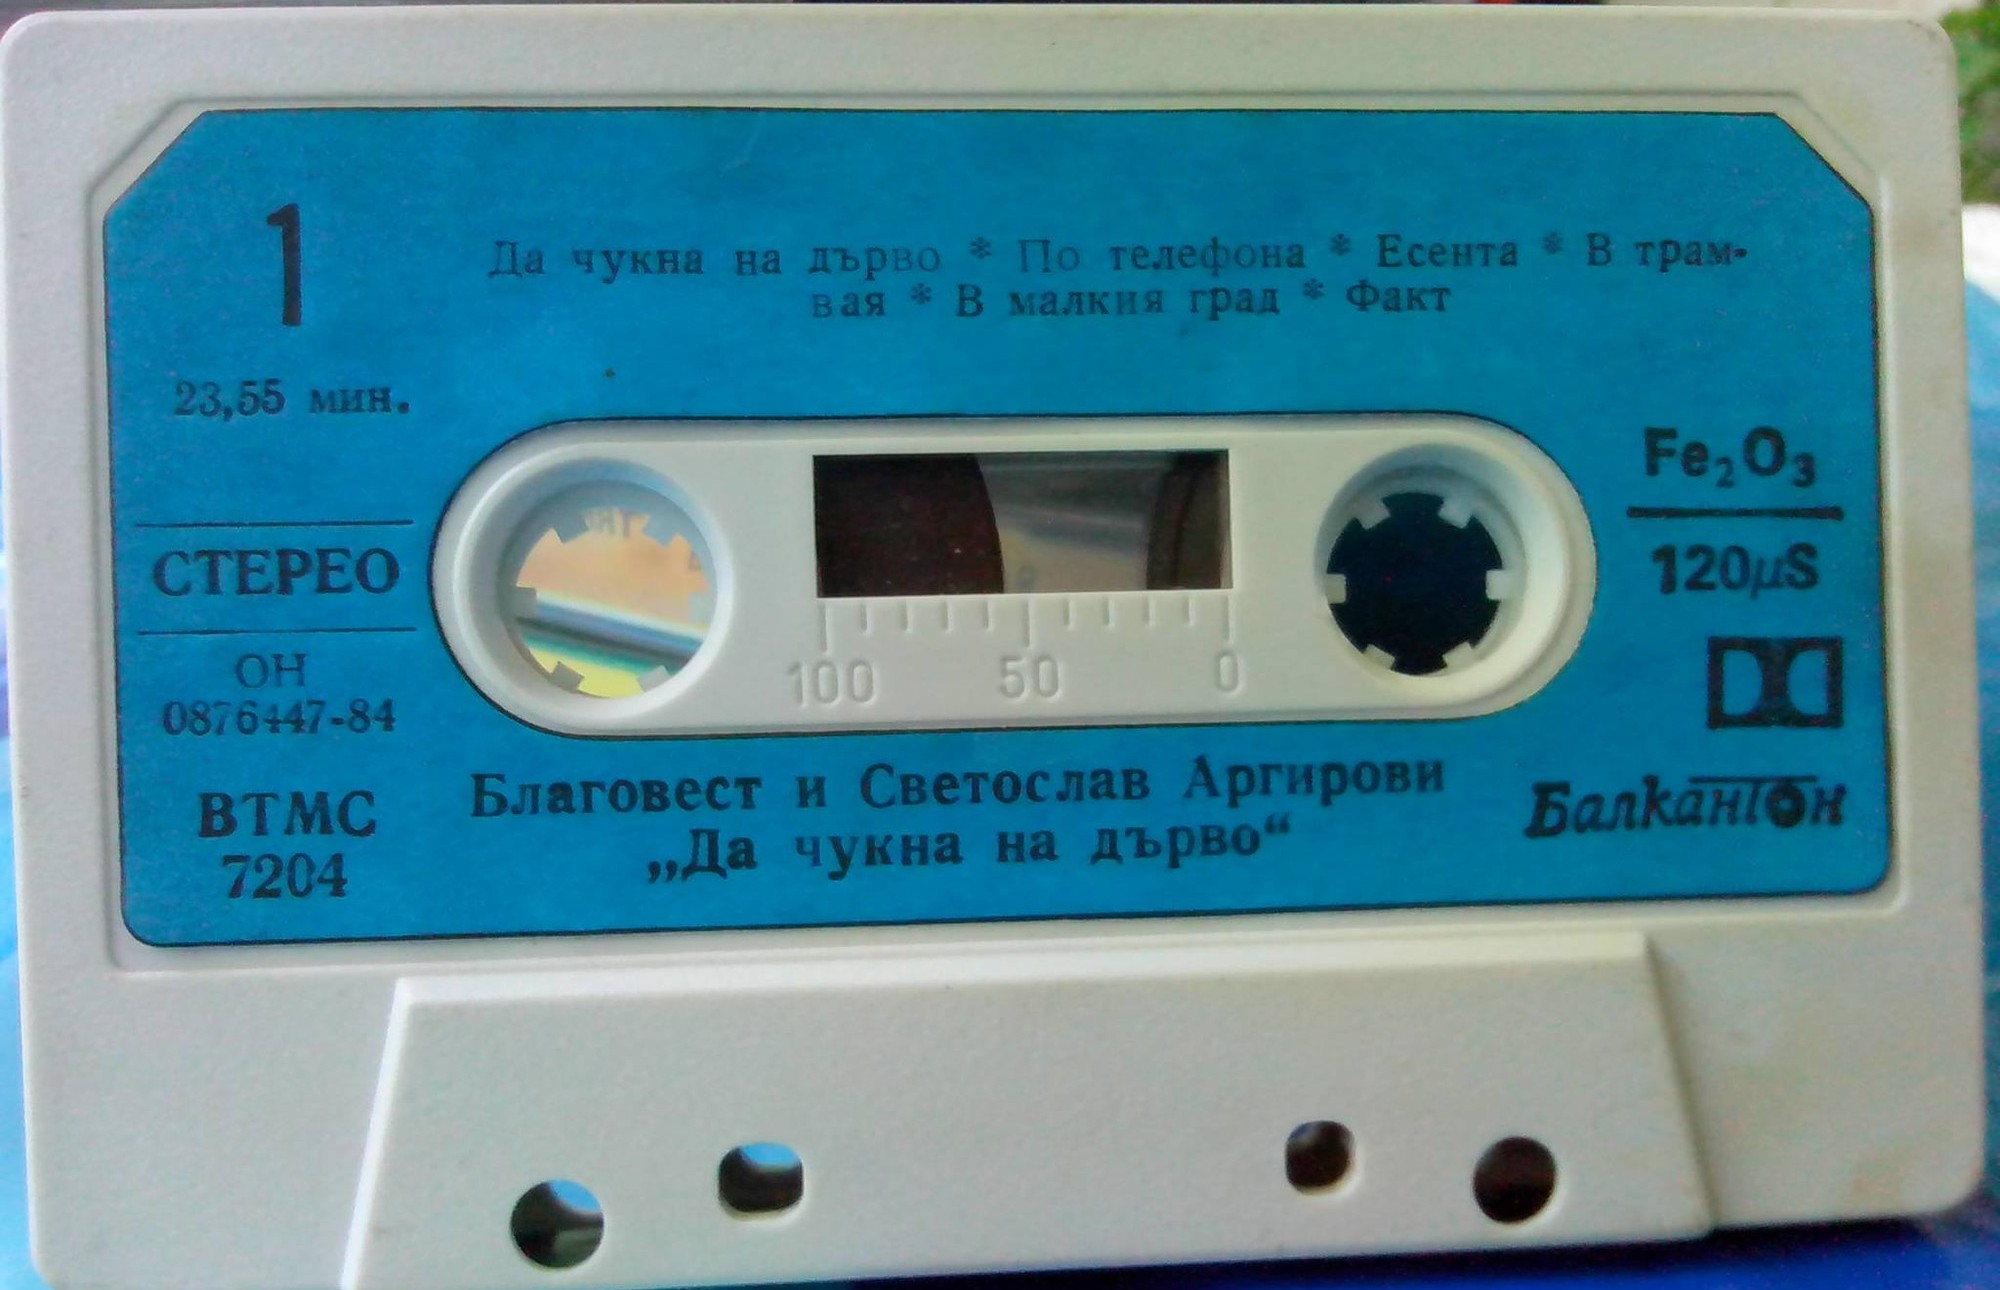 1
Да чукна на дърво * По телефона * Есента * В трам-
вая * В малкия град * Факт
23,55 мин.
СТЕРЕО
ОН
0876447-84
ВТМС
7204
Fe₂O₃
120µS
100 50 0
Благовест и Светослав Аргирови
„Да чукна на дърво“
Балкантон